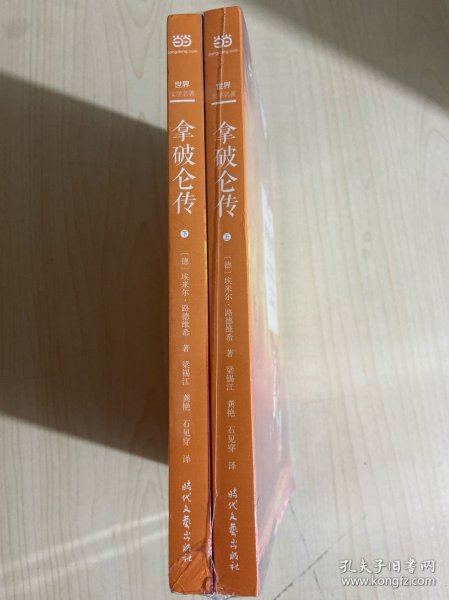 当当
dangdang.com
世界
文学名著
拿破仑传
下
〔德〕埃米尔·路德维希 著 梁锡江 龚艳 石见穿 译
时代文艺出版社
当当
dangdang.com
世界
文学名著
拿破仑传
上
〔德〕埃米尔·路德维希 著 梁锡江 龚艳 石见穿 译
时代文艺出版社
孔夫子旧书网
www.kongfz.com